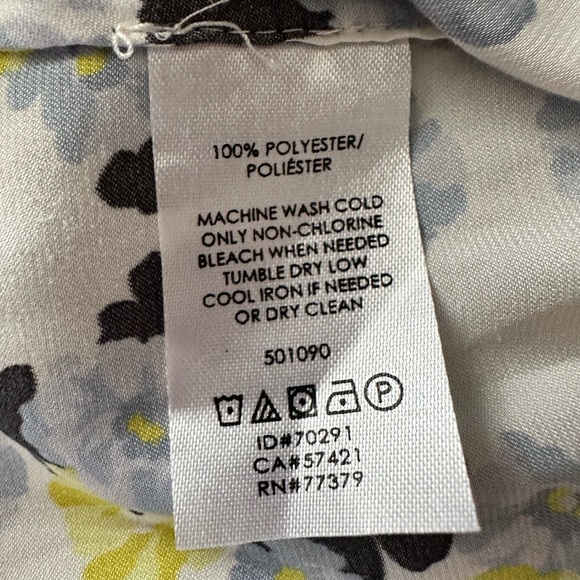 100% POLYESTER/
POLIÉSTER
MACHINE WASH COLD
ONLY NON-CHLORINE
BLEACH WHEN NEEDED
TUMBLE DRY LOW
COOL IRON IF NEEDED
OR DRY CLEAN
501090
P
ID#70291
CA#57421
RN#77379